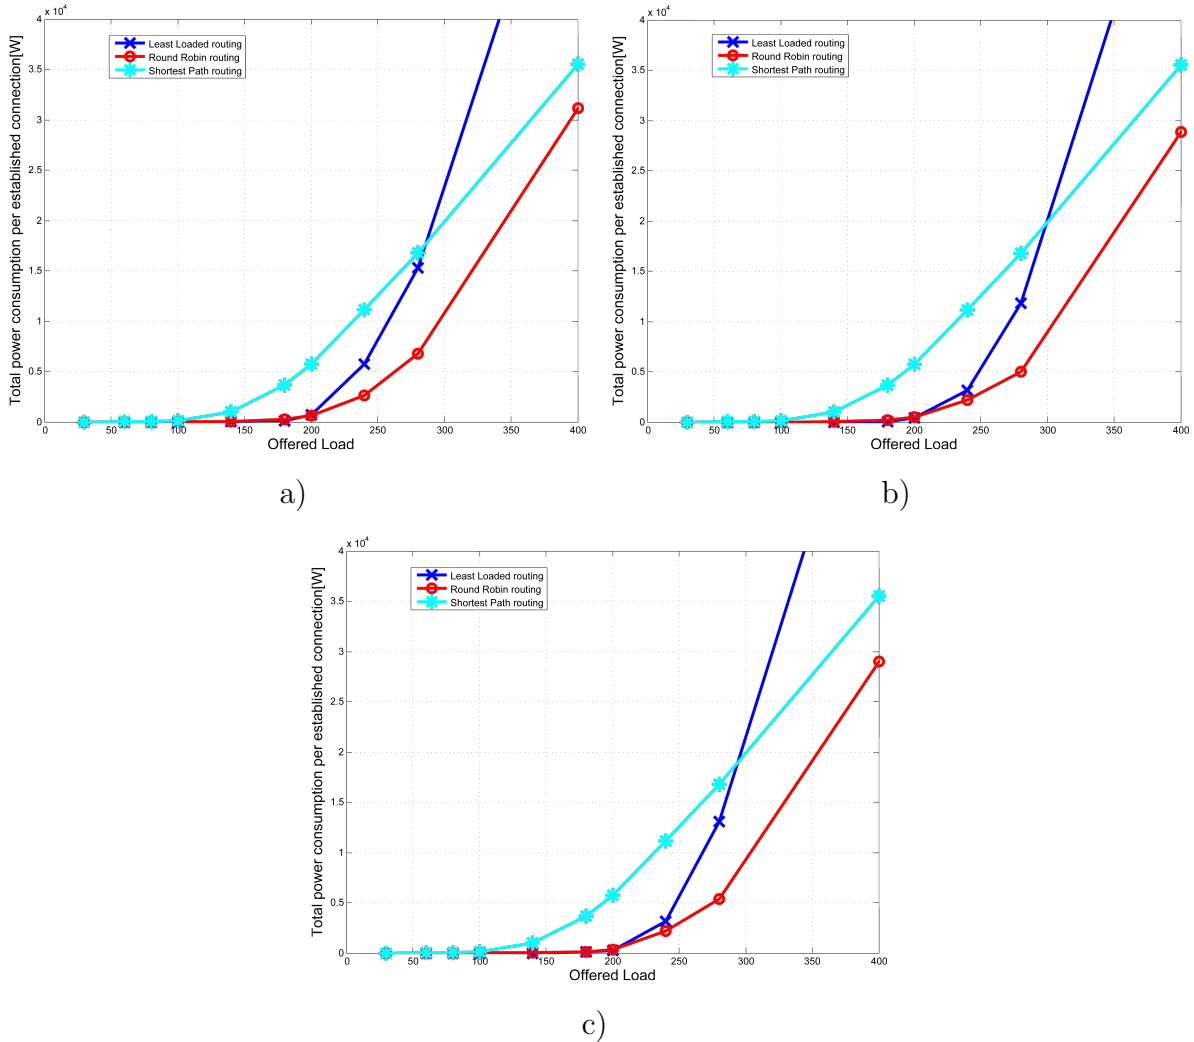 x 10⁴
4
3.5
3
2.5
2
1.5
1
0.5
0
Total power consumption per established connection[W]
Least Loaded routing
Round Robin routing
Shortest Path routing
0 50 100 150 200 250 300 350 400
Offered Load
a)
x 10⁴
4
3.5
3
2.5
2
1.5
1
0.5
0
Total power consumption per established connection[W]
Least Loaded routing
Round Robin routing
Shortest Path routing
0 50 100 150 200 250 300 350 400
Offered Load
b)
x 10⁴
4
3.5
3
2.5
2
1.5
1
0.5
0
Total power consumption per established connection[W]
Least Loaded routing
Round Robin routing
Shortest Path routing
0 50 100 150 200 250 300 350 400
Offered Load
c)